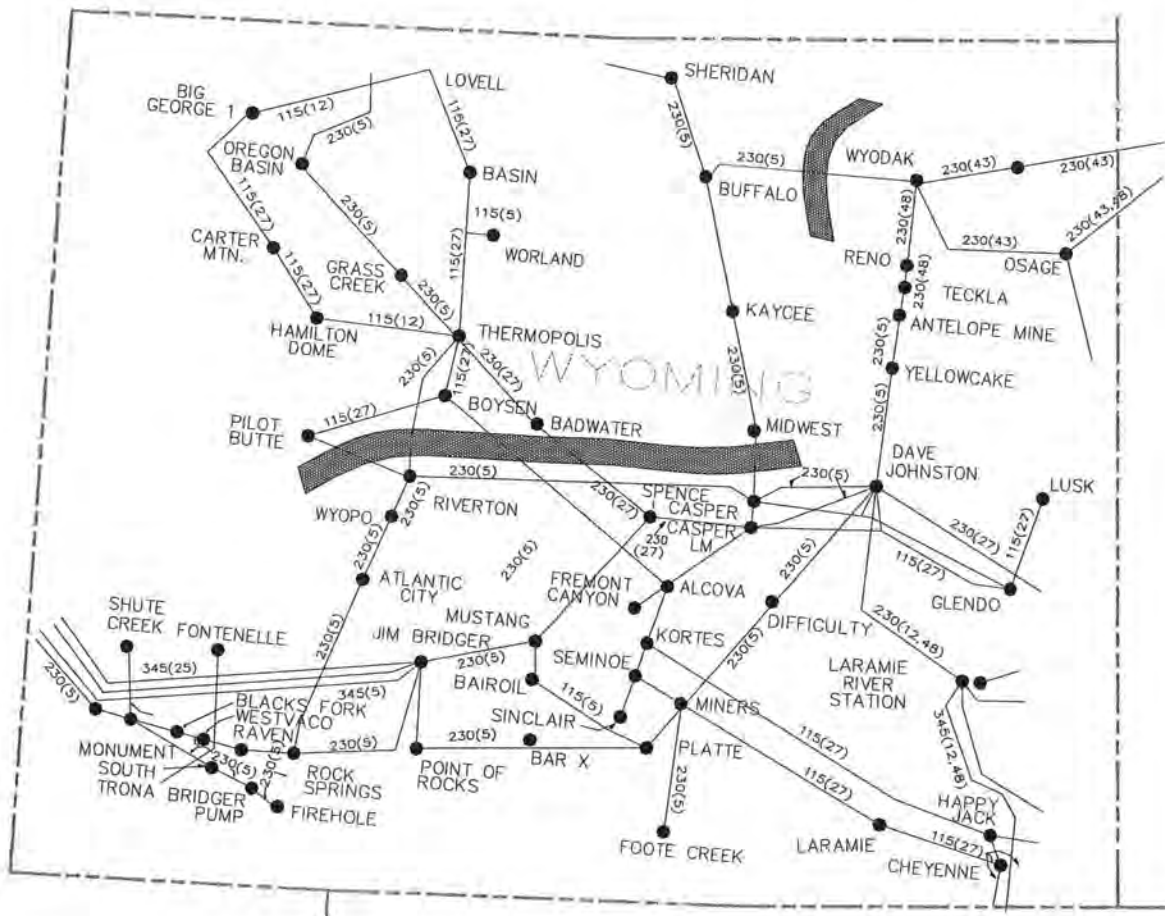 SHERIDAN
LOVELL
BIG
GEORGE 1
115(12)
230(5)
115(27)
230(5)
OREGON
BASIN
BASIN
230(5)
WYODAK
230(43)
230(43)
BUFFALO
115(27)
230(5)
115(5)
WORLAND
115(27)
230(48)
230(43)
230(43,28)
OSAGE
CARTER
MTN.
GRASS
CREEK
230(5)
RENO
230(48)
TECKLA
115(27)
KAYCEE
ANTELOPE MINE
HAMILTON
DOME
115(12)
THERMOPOLIS
230(5)
115(27)
230(27)
WYOMING
230(5)
230(5)
YELLOWCAKE
BOYSEN
230(5)
115(27)
PILOT
BUTTE
BADWATER
MIDWEST
DAVE
JOHNSTON
230(5)
230(5)
LUSK
RIVERTON
SPENCE
CASPER
230(5)
WYOPO
230(27)
230
(27)
CASPER
LM
115(27)
230(27)
115(27)
230(5)
230(5)
ATLANTIC
CITY
FREMONT
CANYON
ALCOVA
230(5)
GLENDO
SHUTE
CREEK
FONTENELLE
MUSTANG
DIFFICULTY
230(12,48)
JIM BRIDGER
230(5)
KORTES
230(5)
345(25)
SEMINOE
LARAMIE
RIVER
STATION
230(5)
345(5)
BAIROIL
115(5)
MINERS
BLACKS FORK
WESTVACO
RAVEN
SINCLAIR
115(27)
345(12,48)
MONUMENT
230(5)
230(5)
230(5)
230(5)
BAR X
PLATTE
SOUTH
TRONA
ROCK
SPRINGS
POINT OF
ROCKS
230(5)
115(27)
BRIDGER
PUMP
FIREHOLE
HAPPY
JACK
FOOTE CREEK
LARAMIE
115(27)
CHEYENNE